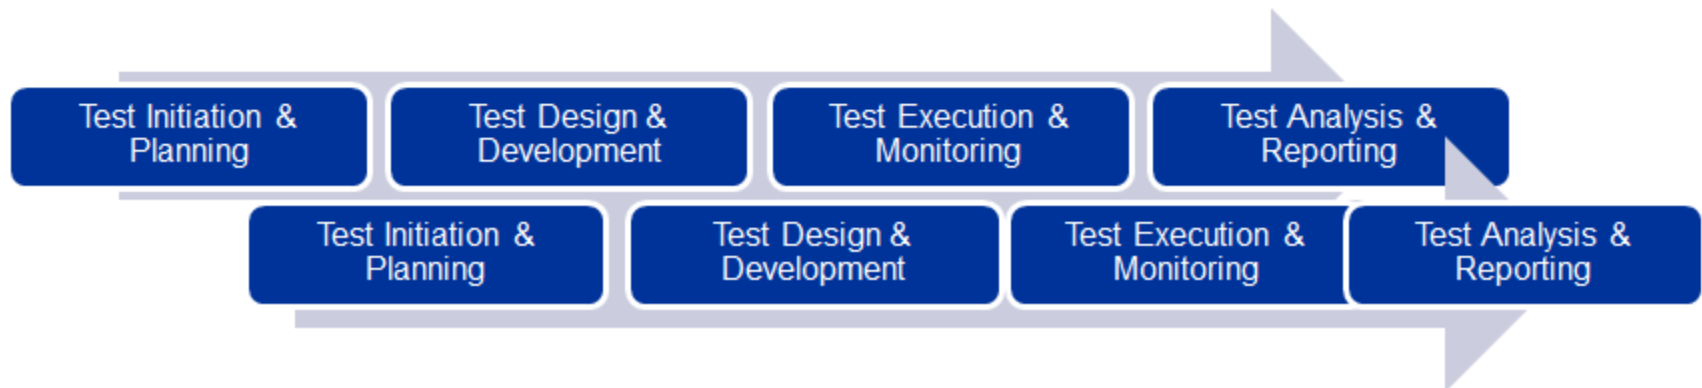 Test Initiation &
Planning
Test Design &
Development
Test Execution &
Monitoring
Test Analysis &
Reporting
Test Initiation &
Planning
Test Design &
Development
Test Execution &
Monitoring
Test Analysis &
Reporting